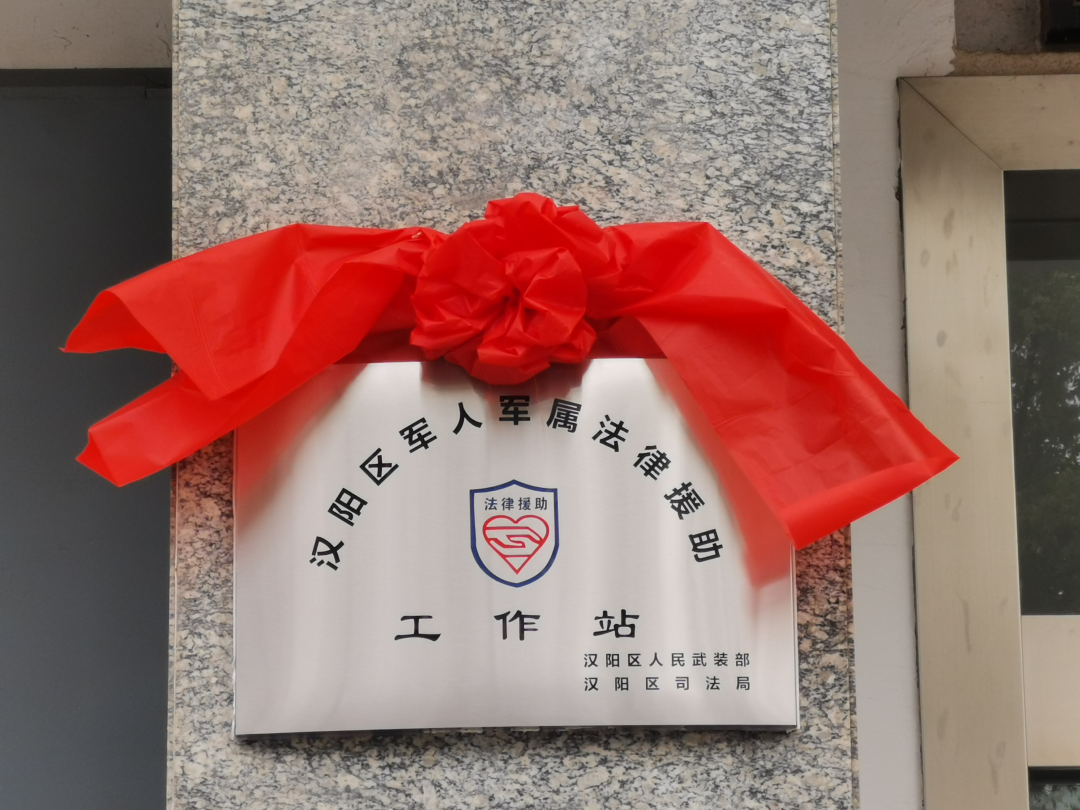 汉阳区军人军属法律援助
法律援助
工作站
汉阳区人民武装部
汉阳区司法局